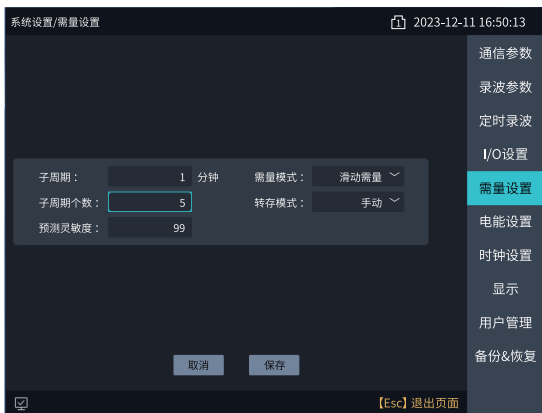 系统设置/需量设置
1 2023-12-11 16:50:13
通信参数
录波参数
定时录波
I/O设置
需量设置
电能设置
时钟设置
显示
用户管理
备份&恢复
子周期： 1 分钟 需量模式： 滑动需量
子周期个数： 5 转存模式： 手动
预测灵敏度： 99
取消 保存
【Esc】退出页面